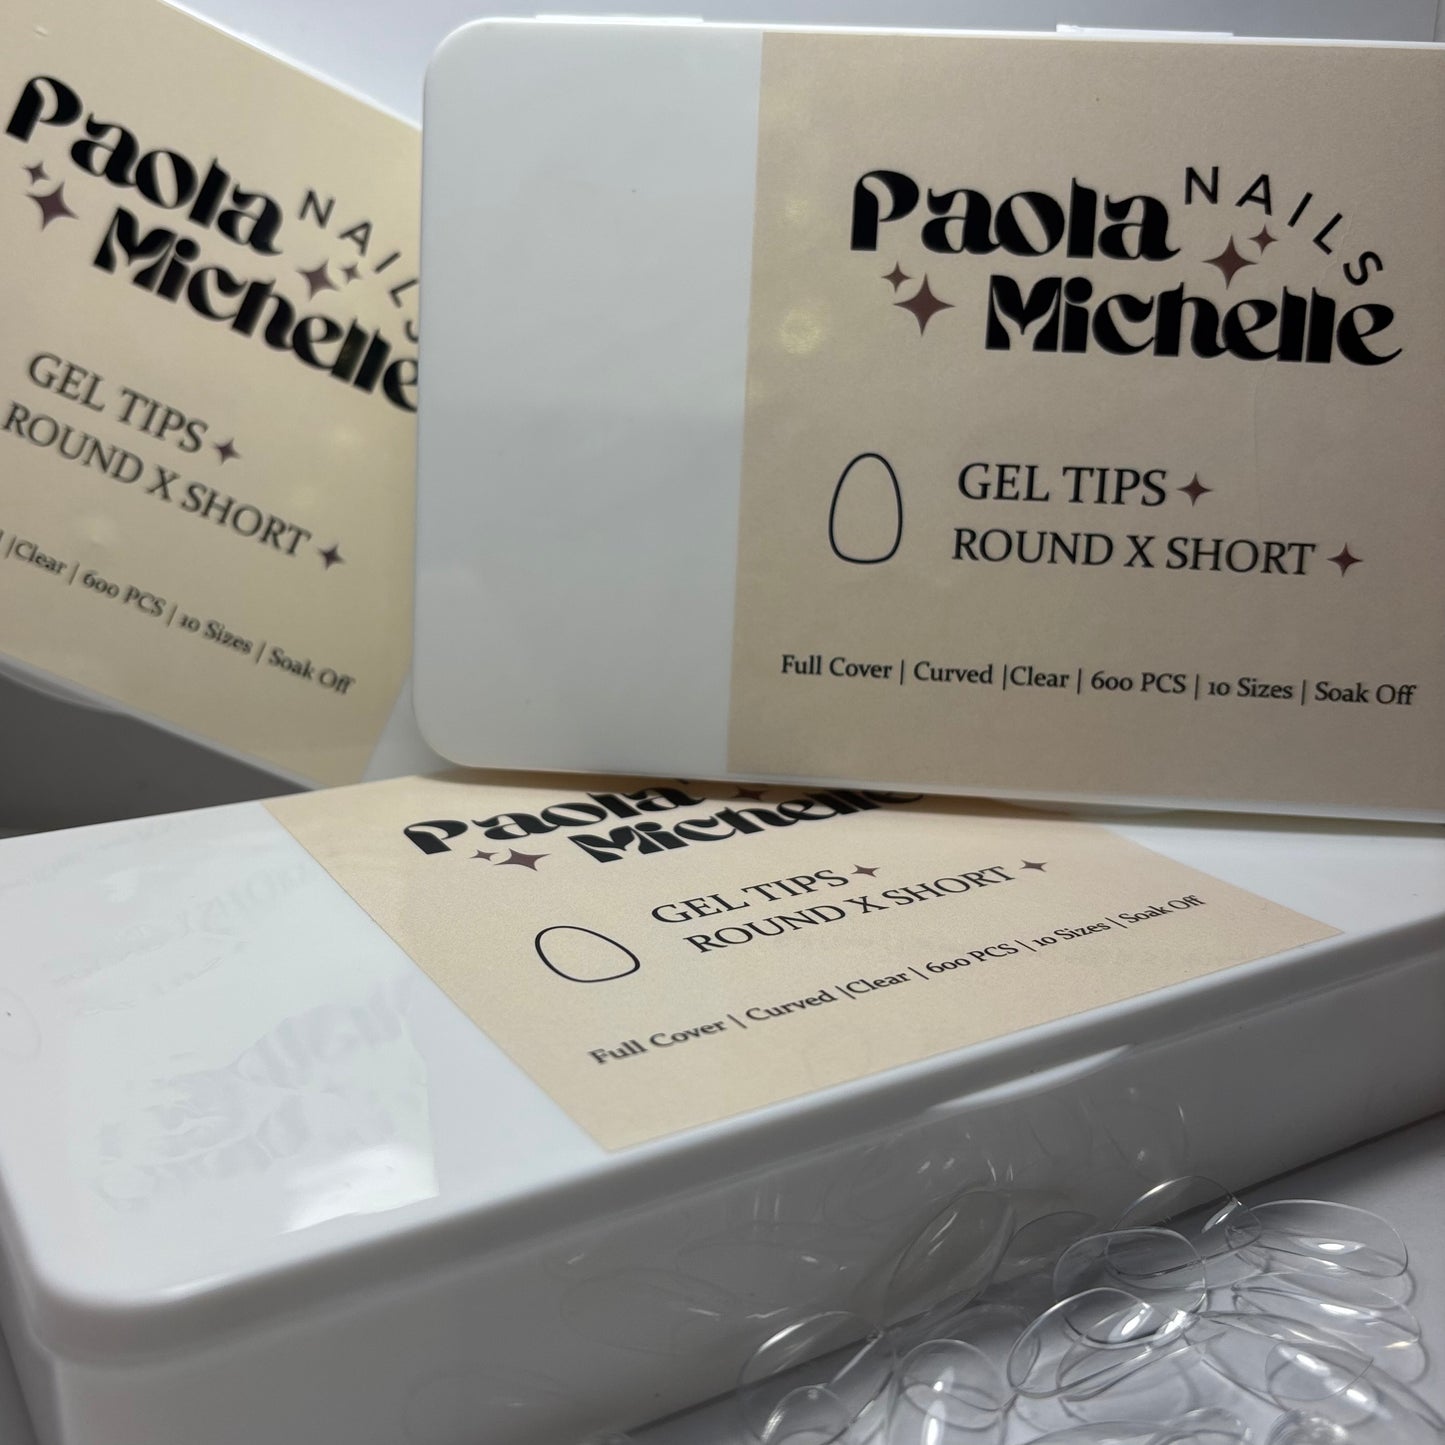 Paola
NAILS
Michelle
GEL TIPS
ROUND X SHORT
|Clear | 600 PCS | 10 Sizes | Soak Off
Paola
NAILS
Michelle
GEL TIPS
ROUND X SHORT
Full Cover | Curved |Clear | 600 PCS | 10 Sizes | Soak Off
Paola
Michelle
GEL TIPS
ROUND X SHORT
Full Cover | Curved |Clear | 600 PCS | 10 Sizes | Soak Off